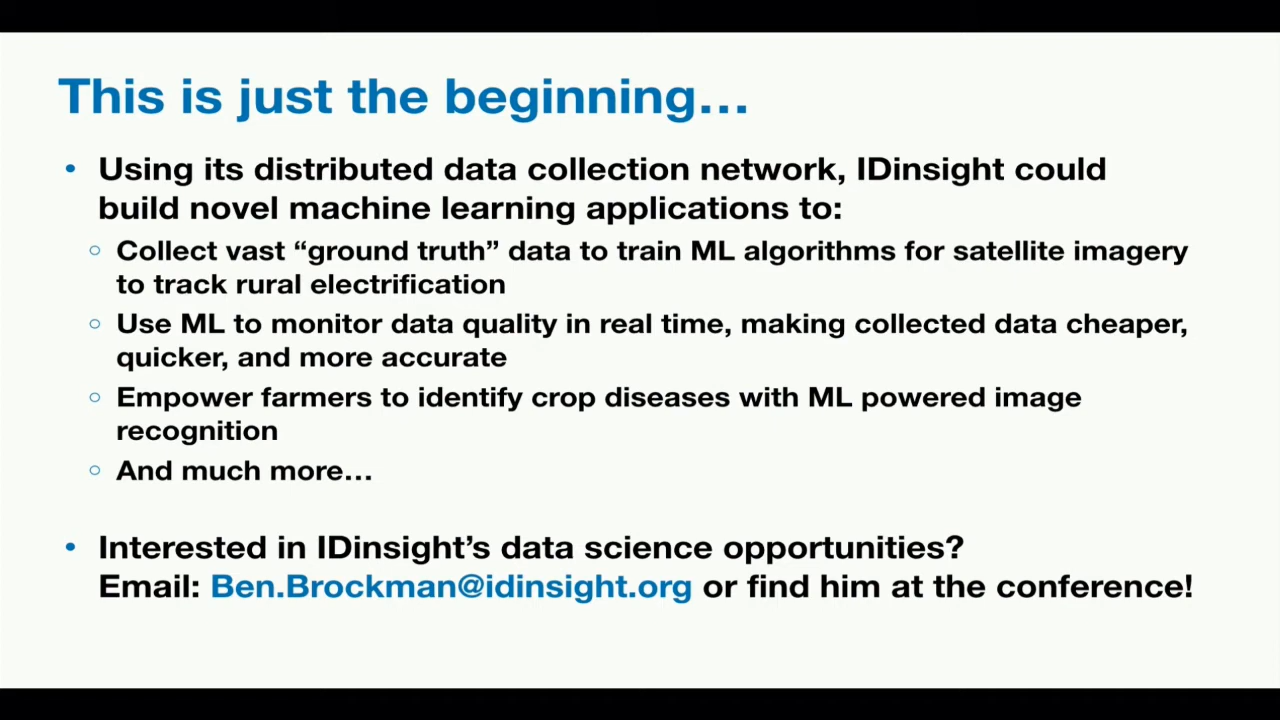 This is just the beginning…
• Using its distributed data collection network, IDinsight could
build novel machine learning applications to:
○ Collect vast “ground truth” data to train ML algorithms for satellite imagery
to track rural electrification
○ Use ML to monitor data quality in real time, making collected data cheaper,
quicker, and more accurate
○ Empower farmers to identify crop diseases with ML powered image
recognition
○ And much more…
• Interested in IDinsight’s data science opportunities?
Email: Ben.Brockman@idinsight.org or find him at the conference!